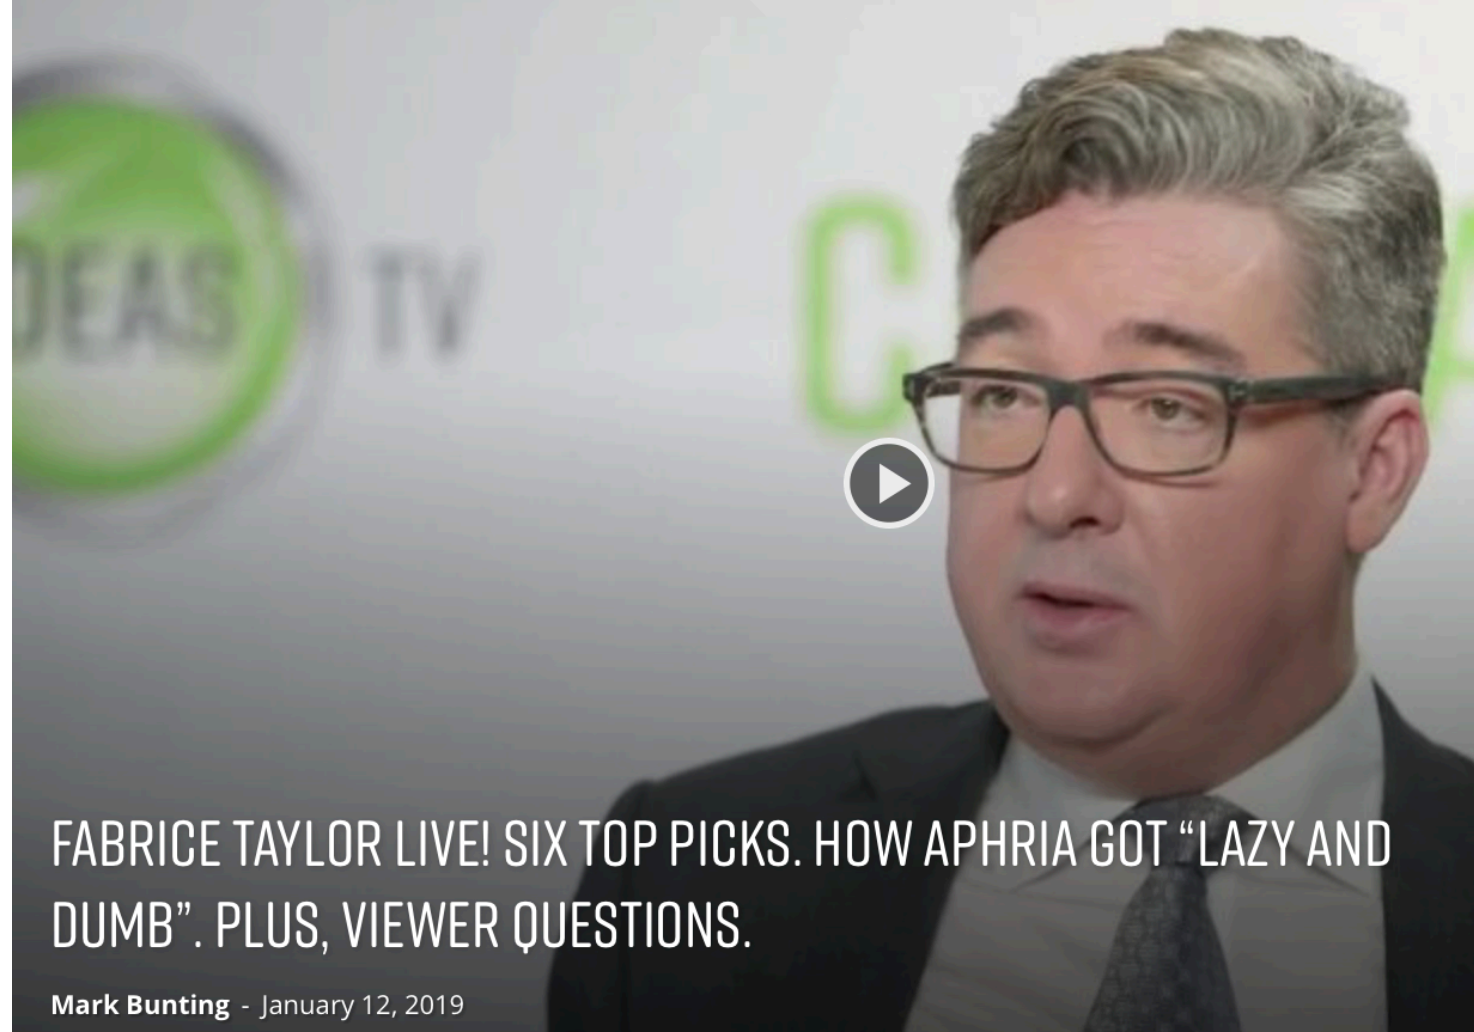 DEAS TV
C
FABRICE TAYLOR LIVE! SIX TOP PICKS. HOW APHRIA GOT “LAZY AND
DUMB”. PLUS, VIEWER QUESTIONS.
Mark Bunting - January 12, 2019